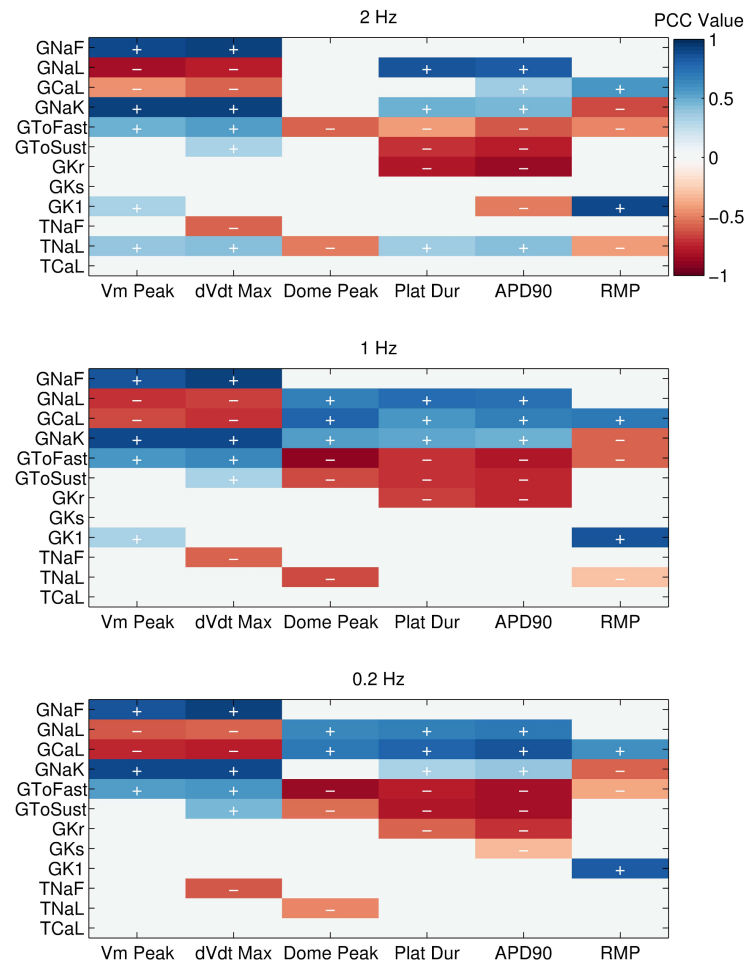 2 Hz
PCC Value
GNaF + +
GNaL − − + +
GCaL − − + +
GNaK + + + + −
GToFast + + − − − −
GToSust + − −
GKr − −
GKs
GK1 + − +
TNaF −
TNaL + + − + + −
TCaL
1
0.5
0
−0.5
−1
Vm Peak dVdt Max Dome Peak Plat Dur APD90 RMP
1 Hz
GNaF + +
GNaL − − + + +
GCaL − − + + + +
GNaK + + + + + −
GToFast + + − − − −
GToSust + − − −
GKr − −
GKs
GK1 + +
TNaF −
TNaL − −
TCaL
Vm Peak dVdt Max Dome Peak Plat Dur APD90 RMP
0.2 Hz
GNaF + +
GNaL − − + + +
GCaL − − + + + +
GNaK + + + + −
GToFast + + − − − −
GToSust + − − −
GKr − −
GKs −
GK1 +
TNaF −
TNaL −
TCaL
Vm Peak dVdt Max Dome Peak Plat Dur APD90 RMP